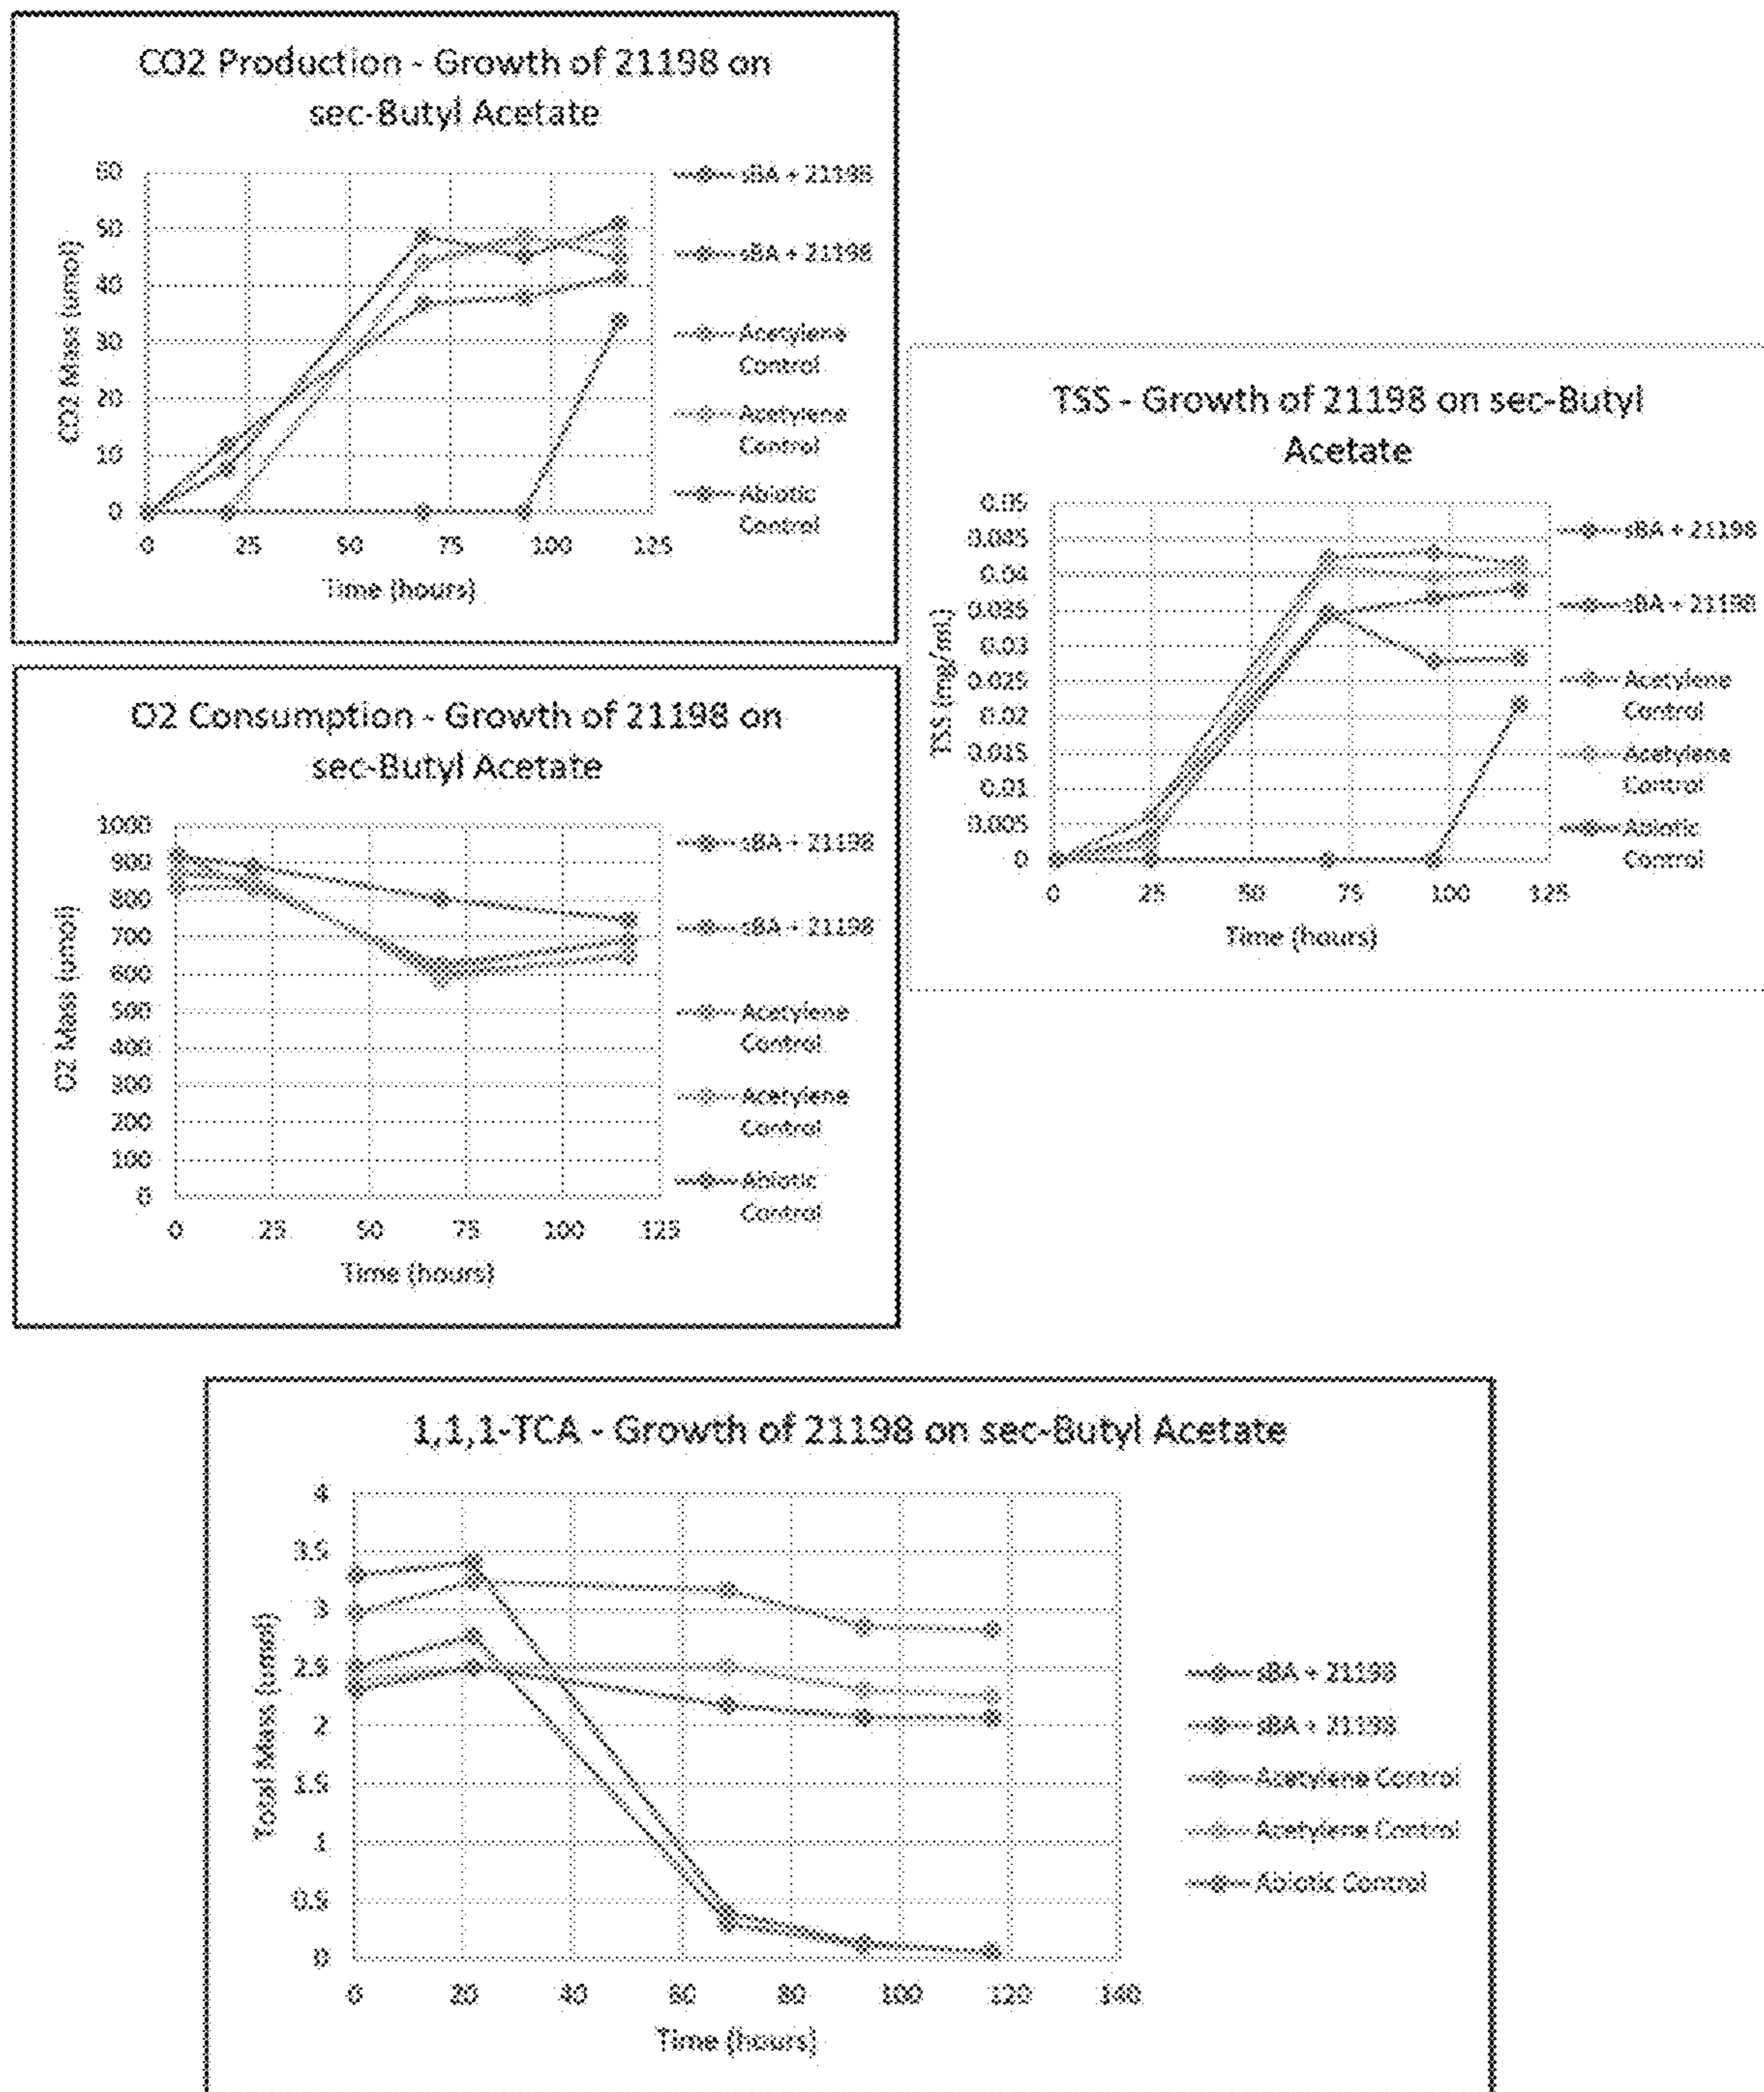 CO2 Production - Growth of 21198 on
sec-Butyl Acetate
60
50
40
30
20
10
0
0 25 50 75 100 125
CO2 Mass (umol)
Time (hours)
sBA + 21198
sBA + 21198
Acetylene
Control
Acetylene
Control
Abiotic
Control
TSS - Growth of 21198 on sec-Butyl
Acetate
0.05
0.045
0.04
0.035
0.03
0.025
0.02
0.015
0.01
0.005
0
0 25 50 75 100 125
TSS (mg/mL)
Time (hours)
sBA + 21198
sBA + 21198
Acetylene
Control
Acetylene
Control
Abiotic
Control
O2 Consumption - Growth of 21198 on
sec-Butyl Acetate
1000
900
800
700
600
500
400
300
200
100
0
0 25 50 75 100 125
O2 Mass (umol)
Time (hours)
sBA + 21198
sBA + 21198
Acetylene
Control
Acetylene
Control
Abiotic
Control
1,1,1-TCA - Growth of 21198 on sec-Butyl Acetate
4
3.5
3
2.5
2
1.5
1
0.5
0
0 20 40 60 80 100 120 140
Total Mass (umol)
Time (hours)
sBA + 21198
sBA + 21198
Acetylene Control
Acetylene Control
Abiotic Control